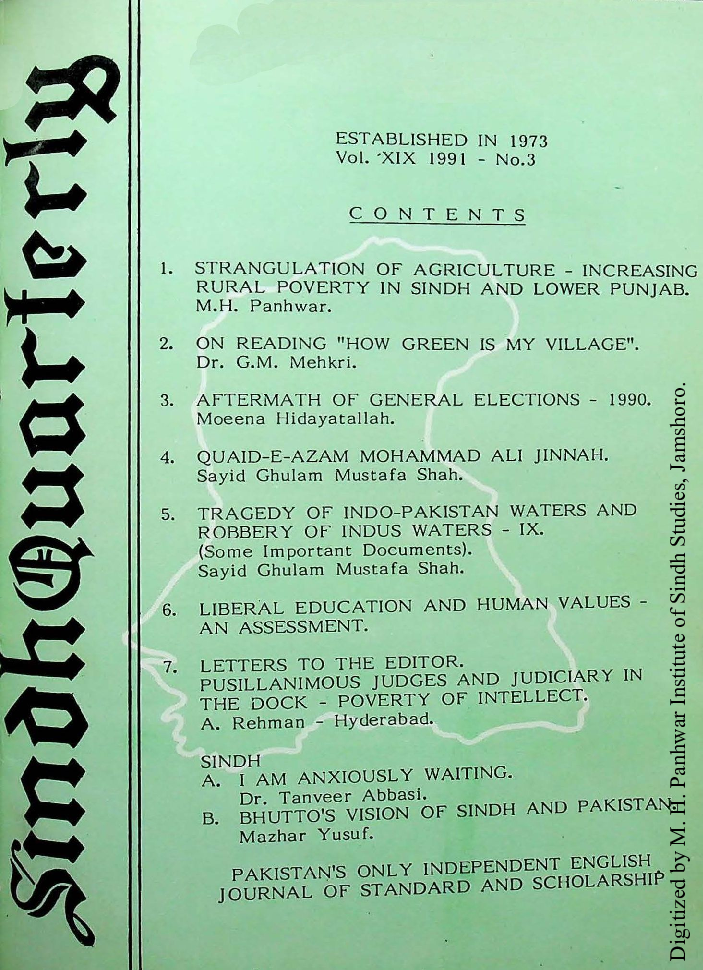 Sindh Quarterly
ESTABLISHED IN 1973
Vol. XIX 1991 - No.3
CONTENTS
1. STRANGULATION OF AGRICULTURE - INCREASING
RURAL POVERTY IN SINDH AND LOWER PUNJAB.
M.H. Panhwar.
2. ON READING "HOW GREEN IS MY VILLAGE".
Dr. G.M. Mehkri.
3. AFTERMATH OF GENERAL ELECTIONS - 1990.
Moeena Hidayatallah.
4. QUAID-E-AZAM MOHAMMAD ALI JINNAH.
Sayid Ghulam Mustafa Shah.
5. TRAGEDY OF INDO-PAKISTAN WATERS AND
ROBBERY OF INDUS WATERS - IX.
(Some Important Documents).
Sayid Ghulam Mustafa Shah.
6. LIBERAL EDUCATION AND HUMAN VALUES -
AN ASSESSMENT.
7. LETTERS TO THE EDITOR.
PUSILLANIMOUS JUDGES AND JUDICIARY IN
THE DOCK - POVERTY OF INTELLECT.
A. Rehman - Hyderabad.
SINDH
A. I AM ANXIOUSLY WAITING.
Dr. Tanveer Abbasi.
B. BHUTTO'S VISION OF SINDH AND PAKISTAN.
Mazhar Yusuf.
PAKISTAN'S ONLY INDEPENDENT ENGLISH
JOURNAL OF STANDARD AND SCHOLARSHIP
Digitized by M. H. Panhwar Institute of Sindh Studies, Jamshoro.